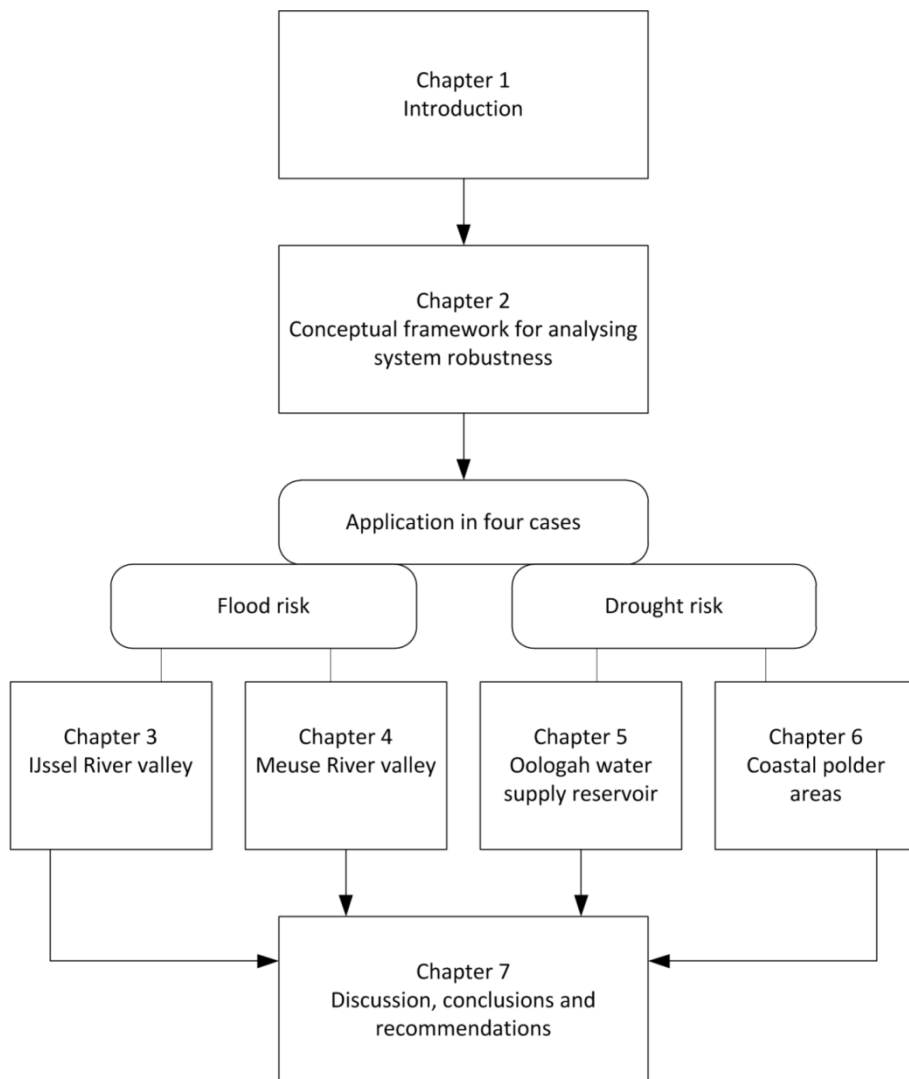 Chapter 1
Introduction
Chapter 2
Conceptual framework for analysing
system robustness
Application in four cases
Flood risk
Drought risk
Chapter 3
IJssel River valley
Chapter 4
Meuse River valley
Chapter 5
Oologah water
supply reservoir
Chapter 6
Coastal polder
areas
Chapter 7
Discussion, conclusions and
recommendations